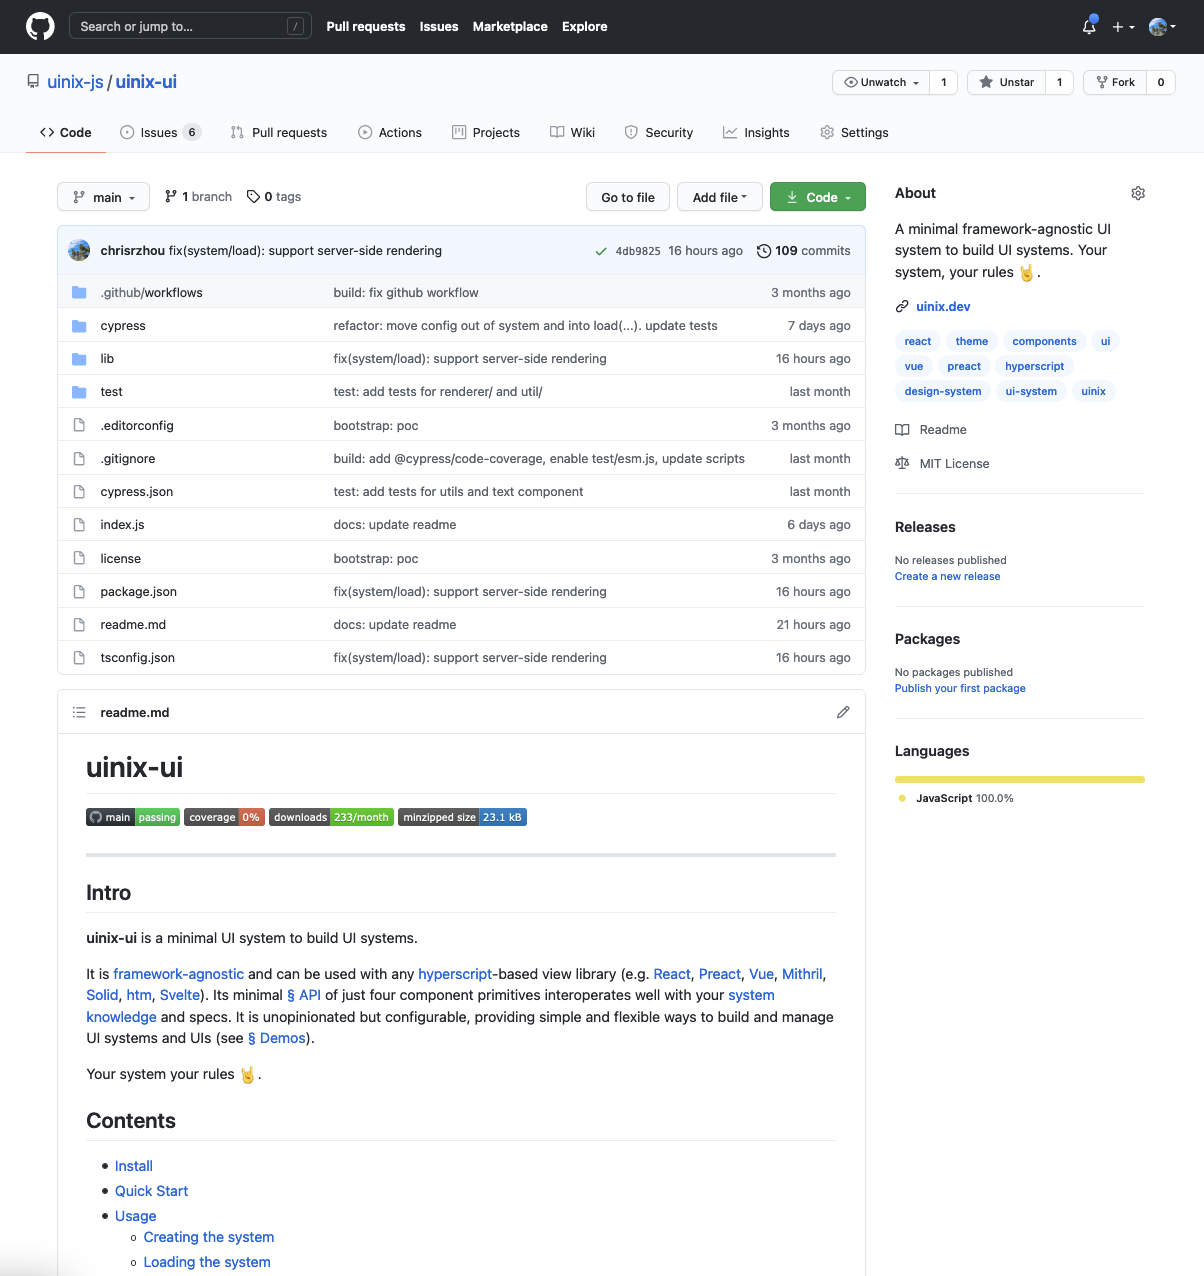 Search or jump to... / Pull requests Issues Marketplace Explore
uinix-js / uinix-ui Unwatch 1 Unstar 1 Fork 0
Code Issues 6 Pull requests Actions Projects Wiki Security Insights Settings
main 1 branch 0 tags Go to file Add file Code
chrisrzhou fix(system/load): support server-side rendering 4db9825 16 hours ago 109 commits
.github/workflows build: fix github workflow 3 months ago
cypress refactor: move config out of system and into load(...). update tests 7 days ago
lib fix(system/load): support server-side rendering 16 hours ago
test test: add tests for renderer/ and util/ last month
.editorconfig bootstrap: poc 3 months ago
.gitignore build: add @cypress/code-coverage, enable test/esm.js, update scripts last month
cypress.json test: add tests for utils and text component last month
index.js docs: update readme 6 days ago
license bootstrap: poc 3 months ago
package.json fix(system/load): support server-side rendering 16 hours ago
readme.md docs: update readme 21 hours ago
tsconfig.json fix(system/load): support server-side rendering 16 hours ago
readme.md
uinix-ui
main passing coverage 0% downloads 233/month minzipped size 23.1 kB
Intro
uinix-ui is a minimal UI system to build UI systems.
It is framework-agnostic and can be used with any hyperscript-based view library (e.g. React, Preact, Vue, Mithril,
Solid, htm, Svelte). Its minimal § API of just four component primitives interoperates well with your system
knowledge and specs. It is unopinionated but configurable, providing simple and flexible ways to build and manage
UI systems and UIs (see § Demos).
Your system your rules 🤘.
Contents
• Install
• Quick Start
• Usage
◦ Creating the system
◦ Loading the system
About
A minimal framework-agnostic UI
system to build UI systems. Your
system, your rules 🤘.
uinix.dev
react theme components ui
vue preact hyperscript
design-system ui-system uinix
Readme
MIT License
Releases
No releases published
Create a new release
Packages
No packages published
Publish your first package
Languages
JavaScript 100.0%